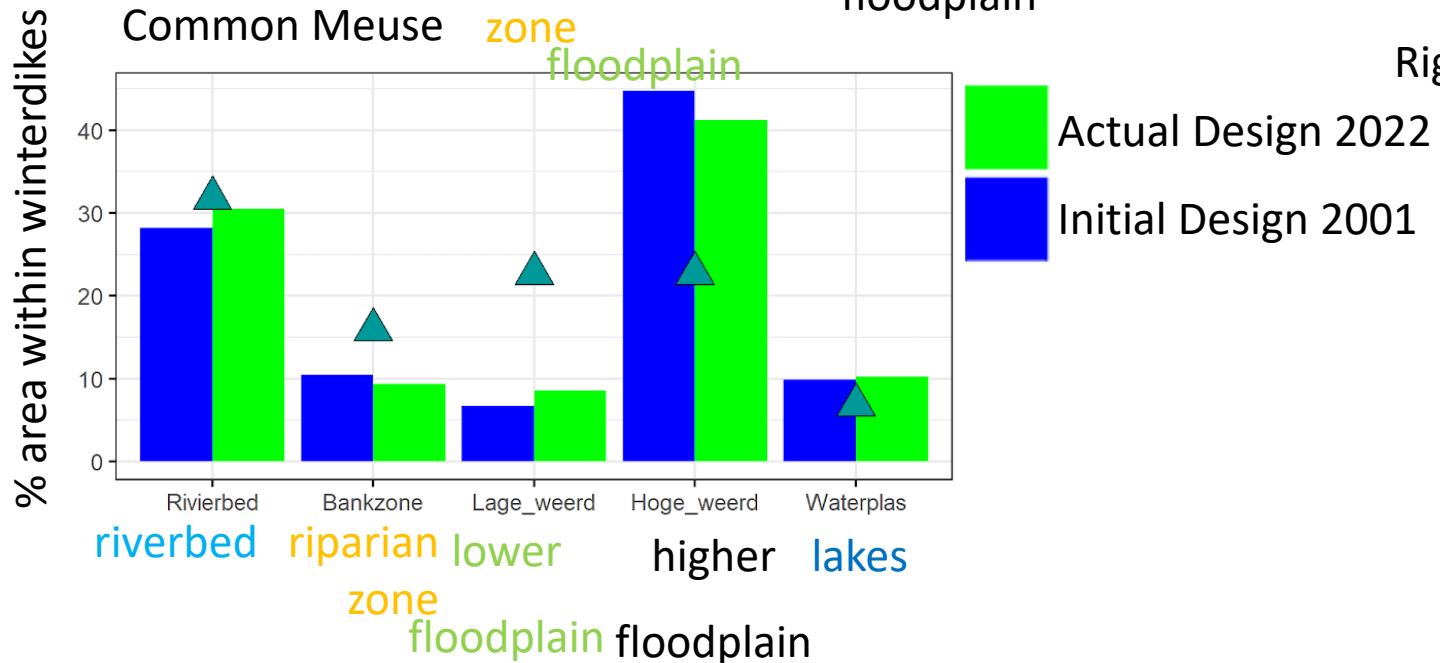 floodplain
Common Meuse
zone
floodplain
Rig
% area within winterdikes
40
30
20
10
0
Actual Design 2022
Initial Design 2001
Rivierbed Bankzone Lage_weerd Hoge_weerd Waterplas
riverbed riparian lower higher lakes
zone
floodplain floodplain